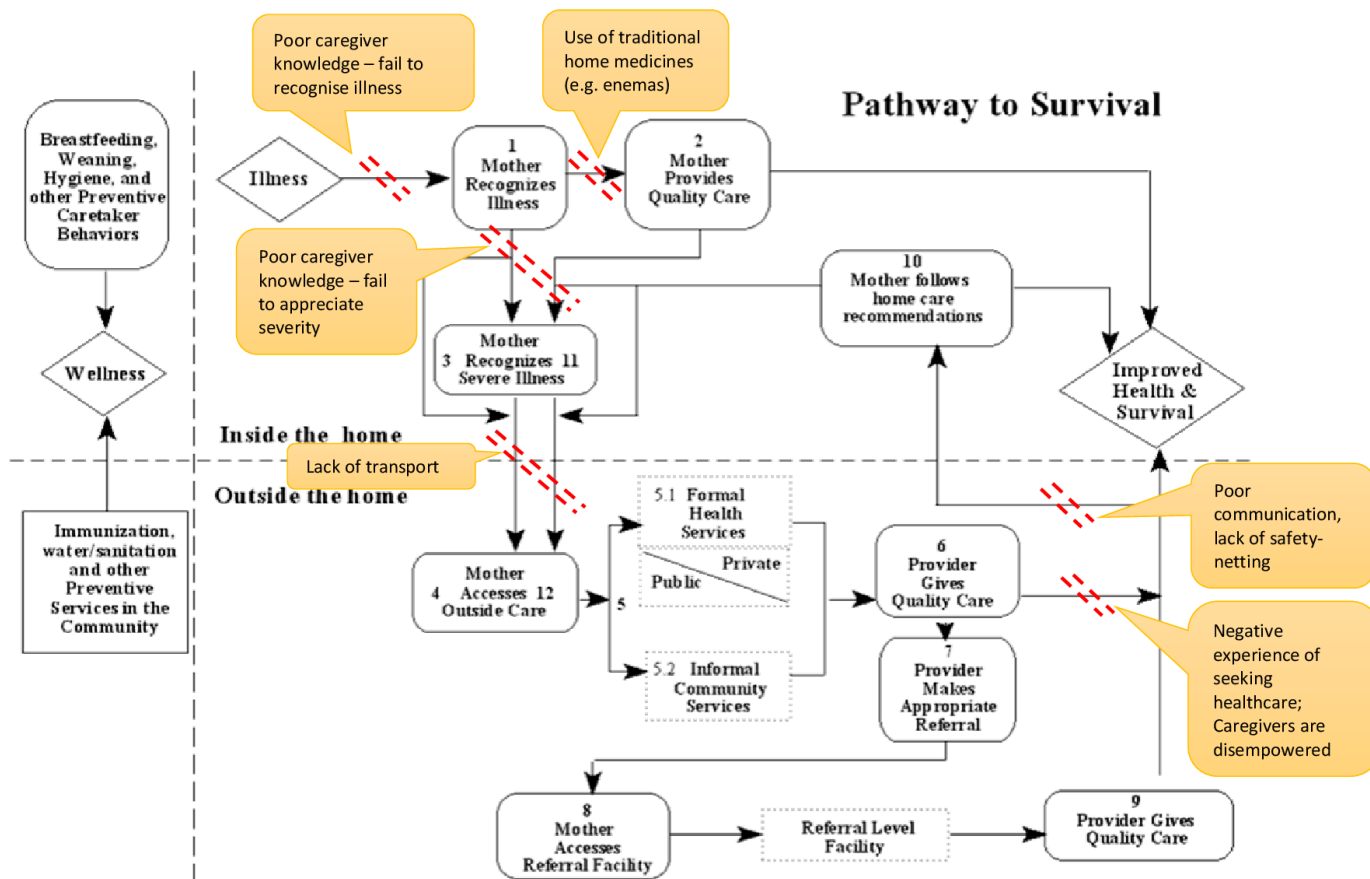 Poor caregiver
knowledge – fail to
recognise illness
Use of traditional
home medicines
(e.g. enemas)
Pathway to Survival
Breastfeeding,
Weaning,
Hygiene, and
other Preventive
Caretaker
Behaviors
Illness
1
Mother
Recognizes
Illness
2
Mother
Provides
Quality Care
Poor caregiver
knowledge – fail
to appreciate
severity
10
Mother follows
home care
recommendations
Mother
3 Recognizes 11
Severe Illness
Wellness
Improved
Health &
Survival
Inside the home
Lack of transport
Outside the home
Immunization,
water/sanitation
and other
Preventive
Services in the
Community
5.1 Formal
Health
Services
Private
Public
Mother
4 Accesses 12
Outside Care
5
5.2 Informal
Community
Services
6
Provider
Gives
Quality Care
7
Provider
Makes
Appropriate
Referral
Poor
communication,
lack of safety-
netting
Negative
experience of
seeking
healthcare;
Caregivers are
disempowered
8
Mother
Accesses
Referral Facility
Referral Level
Facility
9
Provider Gives
Quality Care